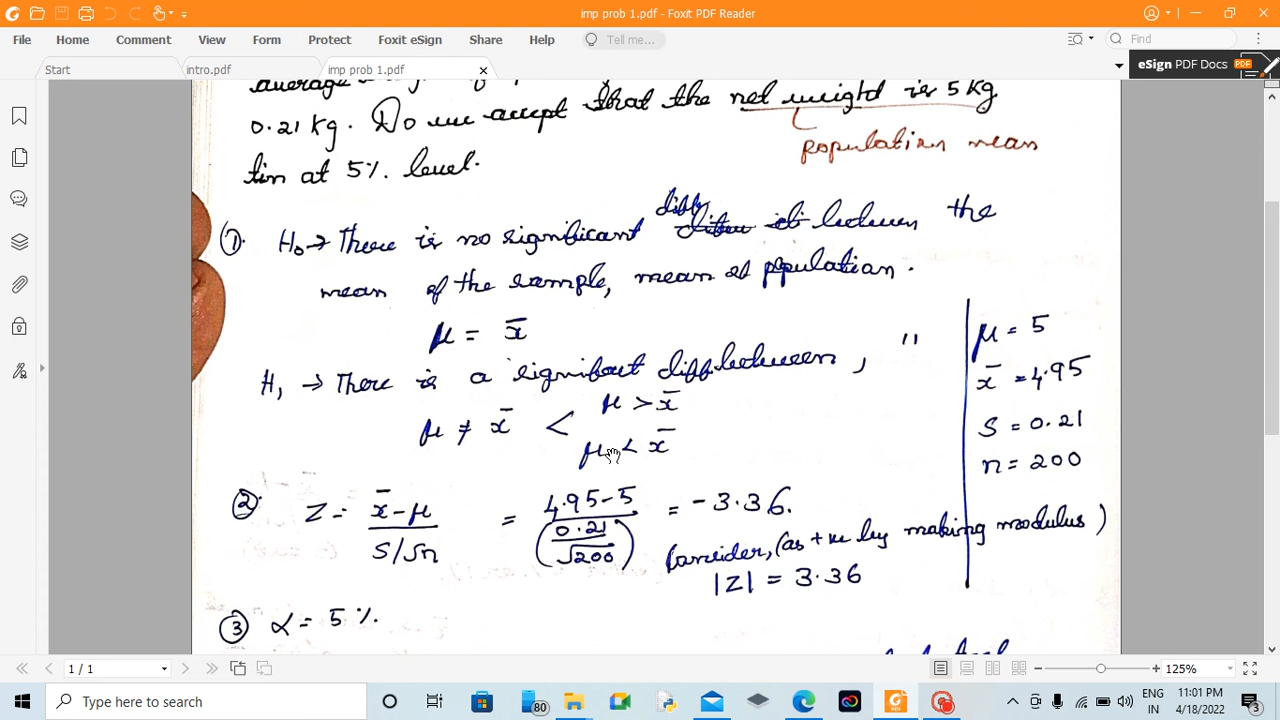 imp prob 1.pdf - Foxit PDF Reader
File Home Comment View Form Protect Foxit eSign Share Help Tell me... Find
Start intro.pdf imp prob 1.pdf eSign PDF Docs
average
0.21 kg. Do we accept that the net weight is 5 kg
population mean
tion at 5% level.
① H₀→ There is no significant diff between the
mean of the sample, mean of population.
μ = x̄
H₁ → There is a significant diff between, "
μ ≠ x̄ < μ > x̄
μ < x̄
μ = 5
x̄ = 4.95
S = 0.21
n = 200
② Z = x̄-μ / S/√n = 4.95-5 / (0.21/√200) = -3.36.
Consider, (as +ve by making modulus)
|Z| = 3.36
③ α = 5%.
1 / 1 125%
Type here to search
80
ENG
IN
11:01 PM
4/18/2022
3